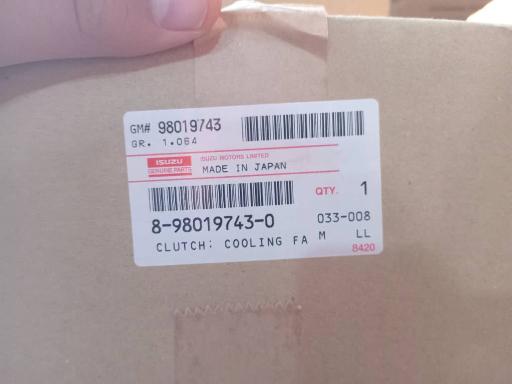 GM# 98019743
GR. 1.064
ISUZU
GENUINE PARTS
ISUZU MOTORS LIMITED
MADE IN JAPAN
QTY. 1
8-98019743-0
033-008
CLUTCH; COOLING FA M LL
8420